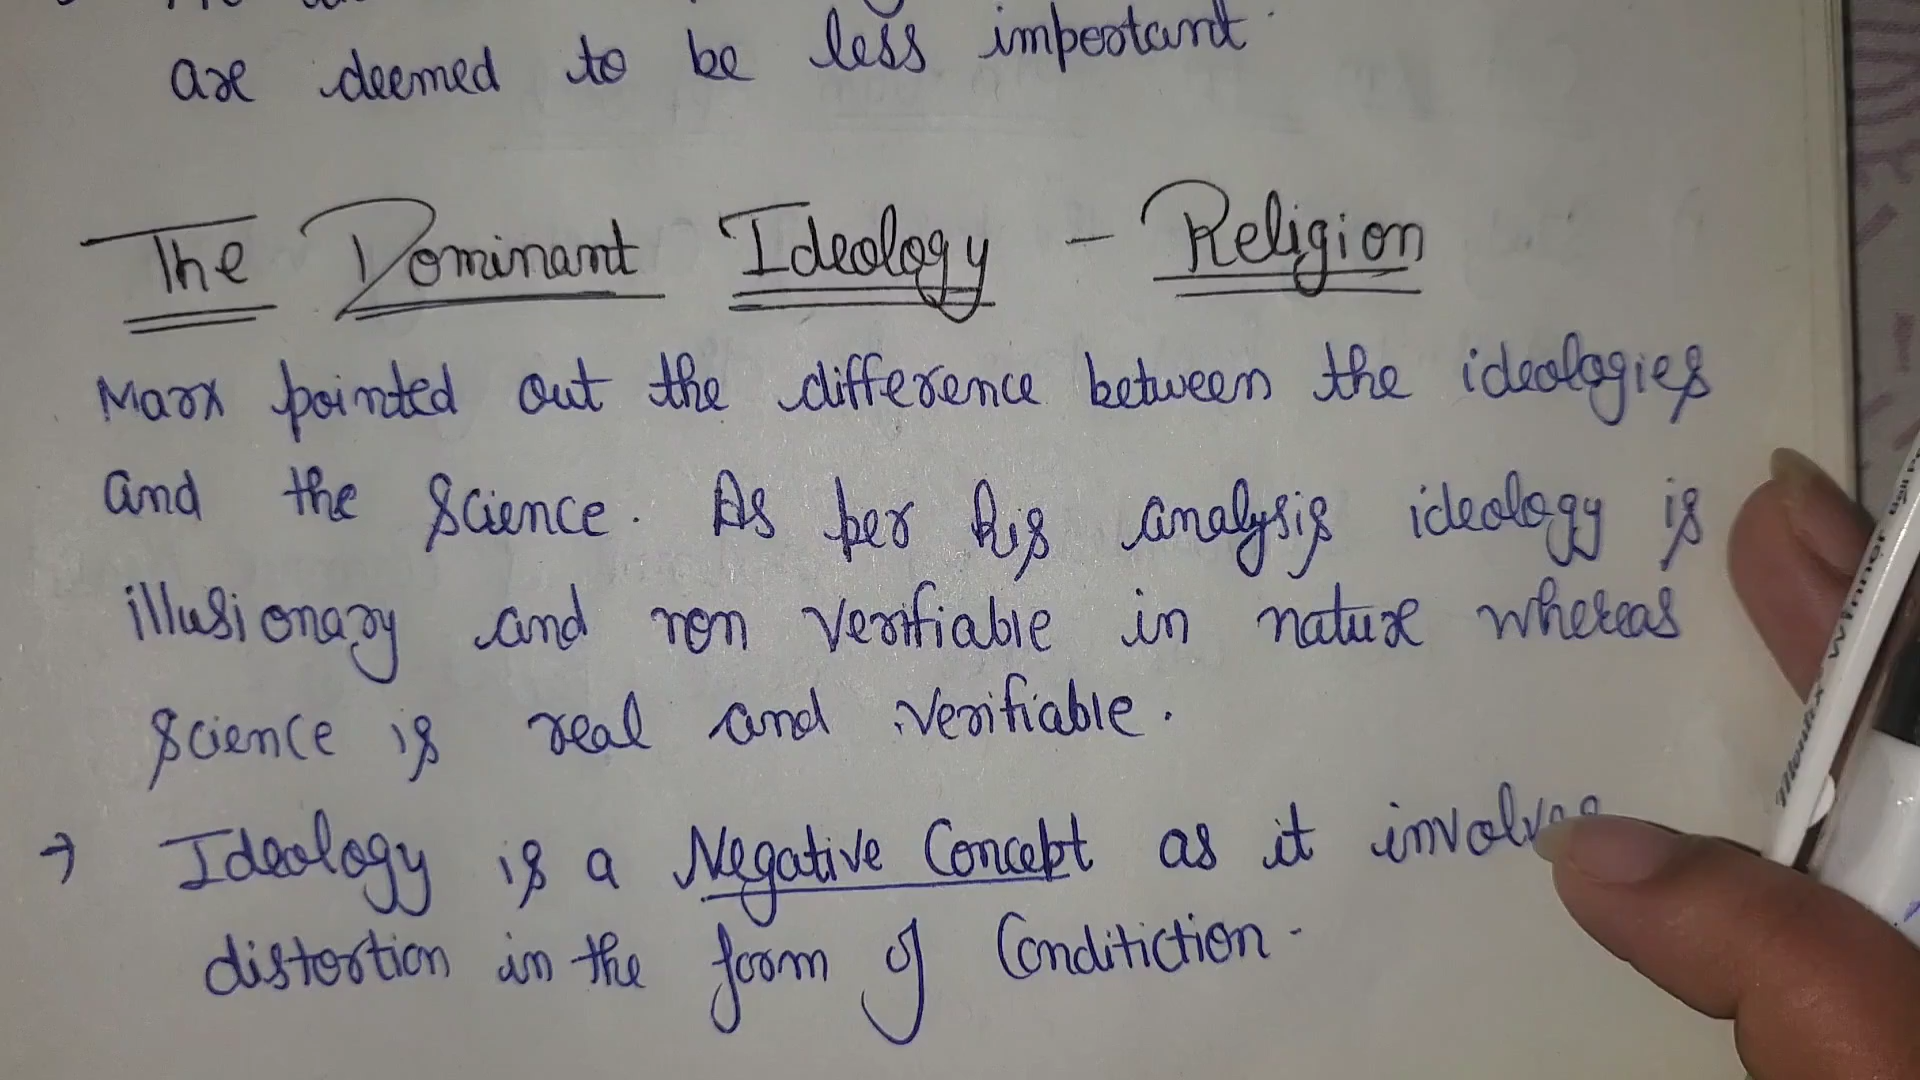 are deemed to be less important.
The Dominant Ideology - Religion
Marx pointed out the difference between the ideologies
and the science. As per his analysis ideology is
illusionary and non verifiable in nature whereas
science is real and verifiable.
→ Ideology is a Negative Concept as it involves
distortion in the form of Conditiction.